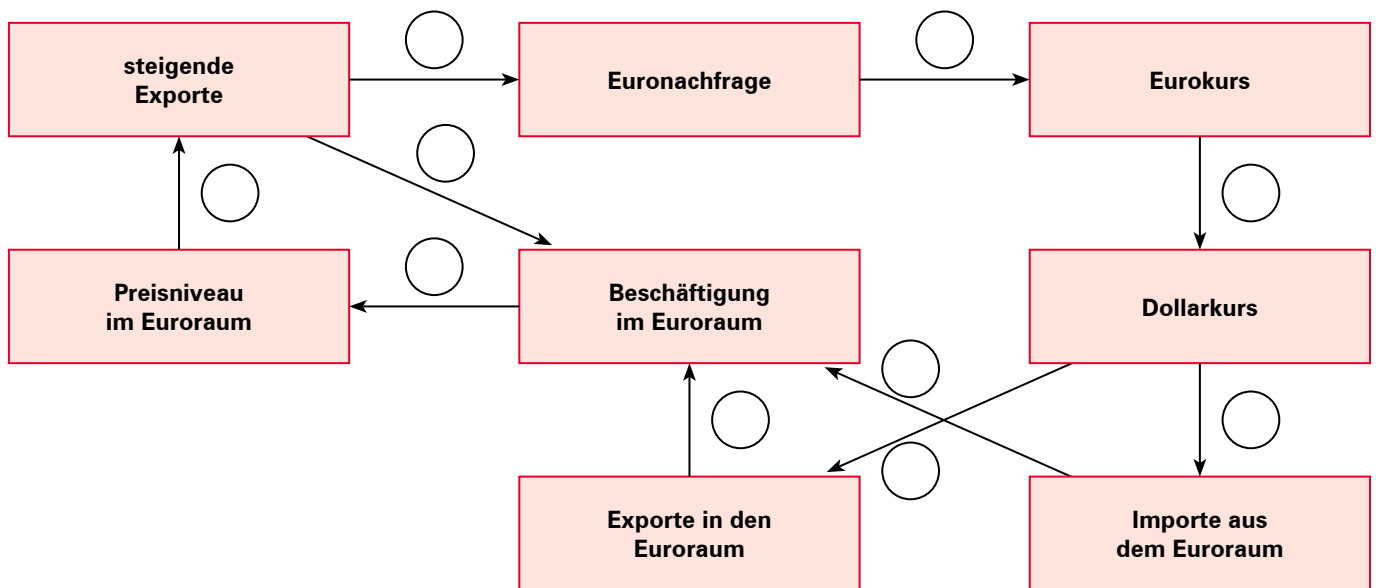 steigende
Exporte
Euronachfrage
Eurokurs
Preisniveau
im Euroraum
Beschäftigung
im Euroraum
Dollarkurs
Exporte in den
Euroraum
Importe aus
dem Euroraum